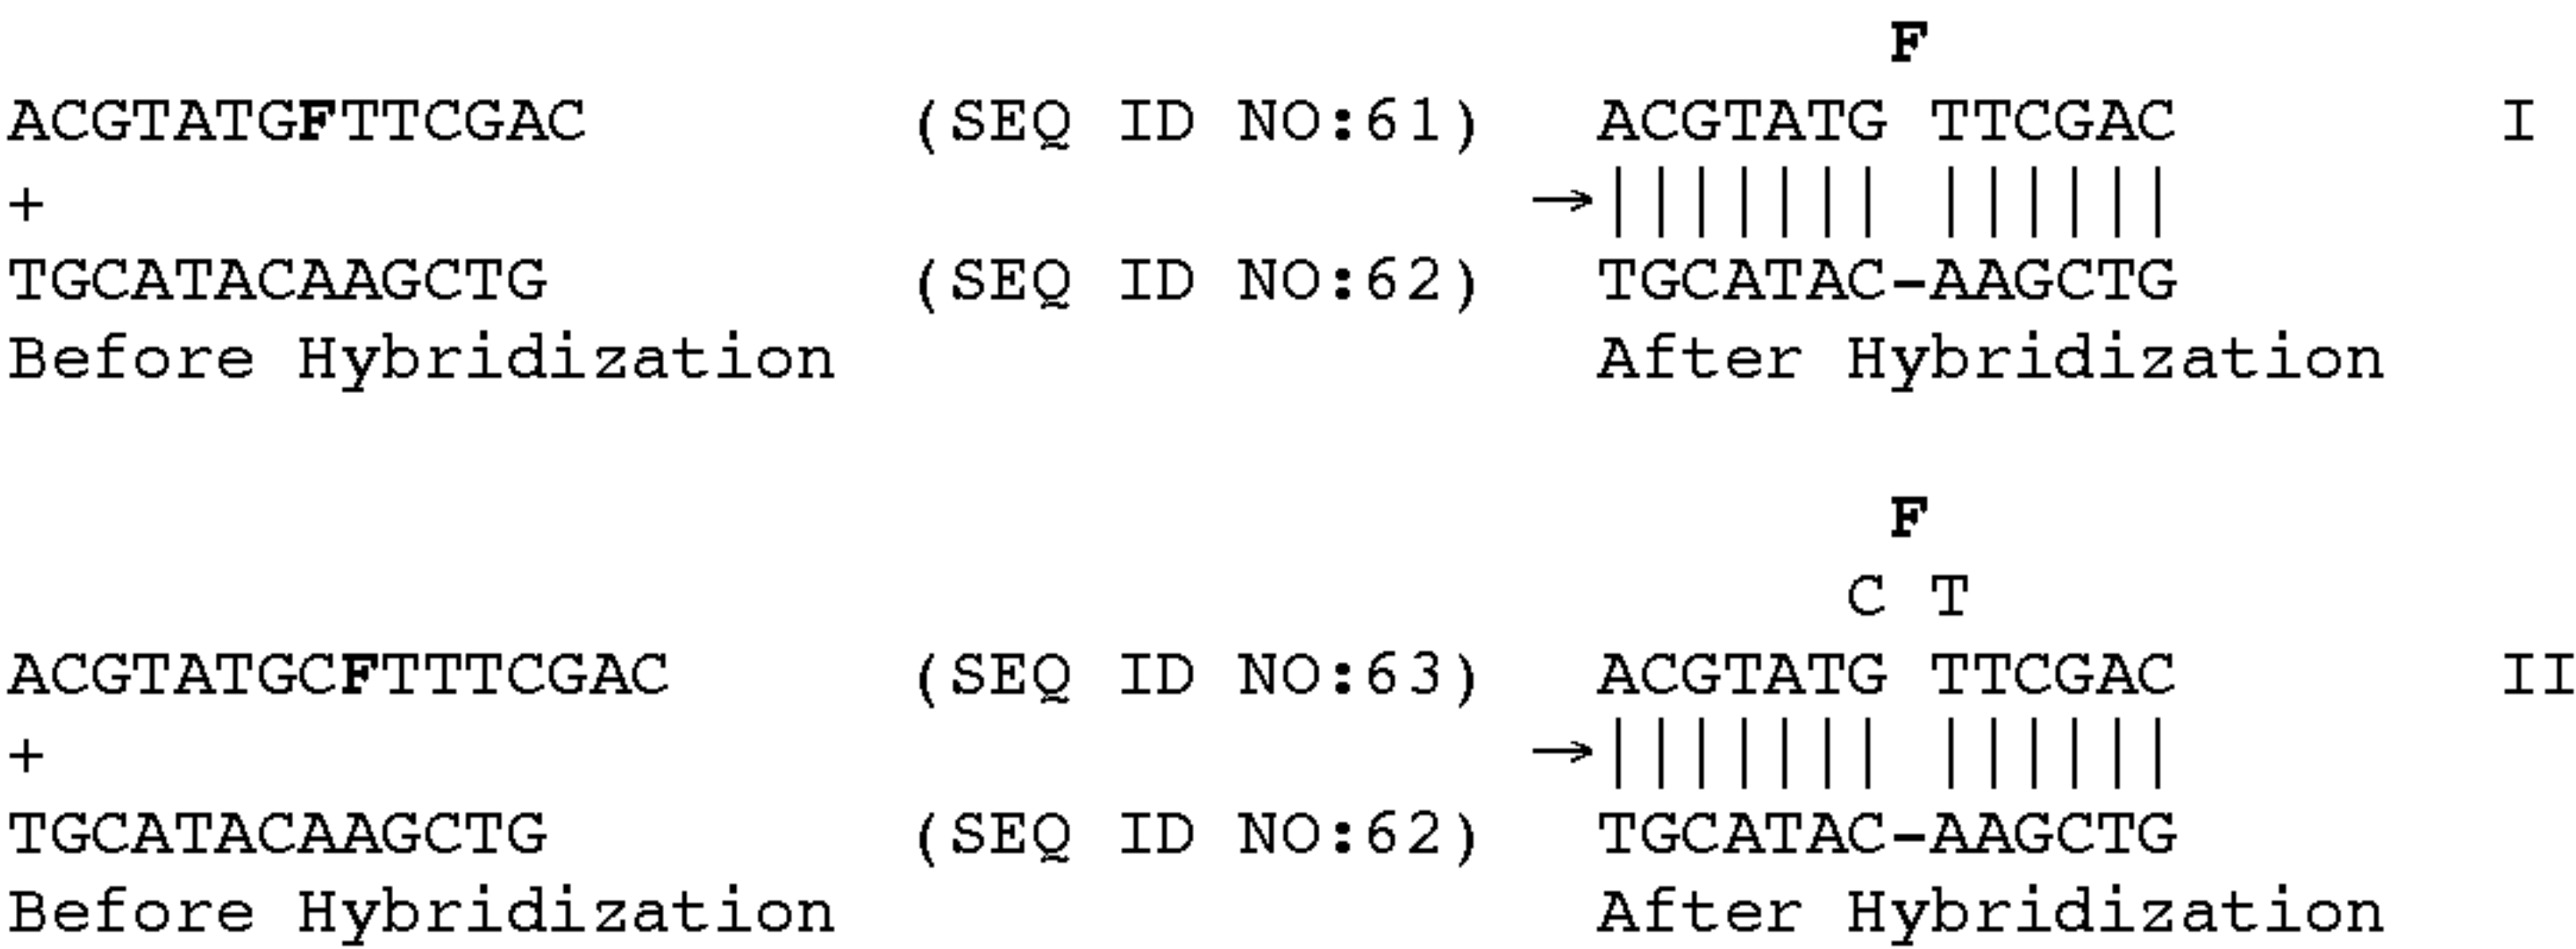 F
ACGTATGFTTCGAC (SEQ ID NO:61) ACGTATG TTCGAC I
+ →||||||| ||||||
TGCATACAAGCTG (SEQ ID NO:62) TGCATAC-AAGCTG
Before Hybridization After Hybridization
F
C T
ACGTATGCFTTTCGAC (SEQ ID NO:63) ACGTATG TTCGAC II
+ →||||||| ||||||
TGCATACAAGCTG (SEQ ID NO:62) TGCATAC-AAGCTG
Before Hybridization After Hybridization